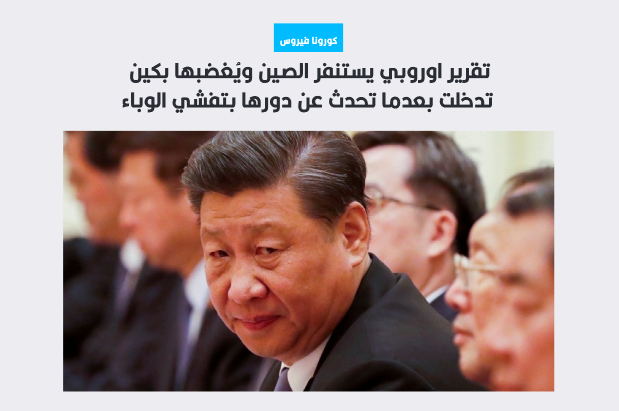 كورونا فيروس
تقرير اوروبي يستنفر الصين ويُغضبها بكين
تدخلت بعدما تحدث عن دورها بتفشي الوباء